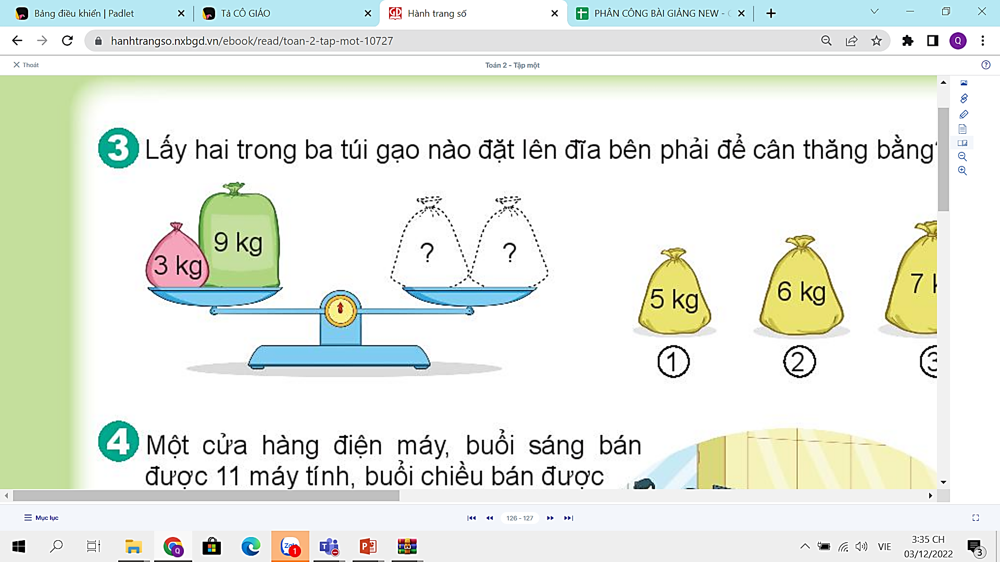 Bảng điều khiển | Padlet
Tả CÔ GIÁO
Hành trang số
PHÂN CÔNG BÀI GIẢNG NEW -
hanhtrangso.nxbgd.vn/ebook/read/toan-2-tap-mot-10727
Q
Thoát
Toán 2 - Tập một
3 Lấy hai trong ba túi gạo nào đặt lên đĩa bên phải để cân thăng bằng?
3 kg
9 kg
?
?
5 kg
6 kg
7 k
1
2
3
4 Một cửa hàng điện máy, buổi sáng bán
được 11 máy tính, buổi chiều bán được
Mục lục
126 - 127
Q
Zalo
1
VIE
3:35 CH
03/12/2022
3